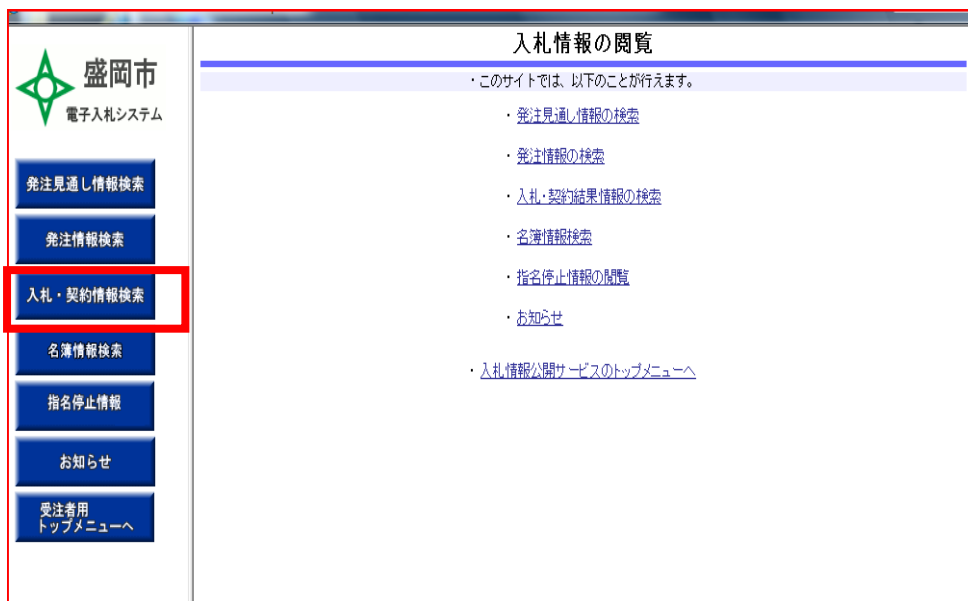 盛岡市
電子入札システム
発注見通し情報検索
発注情報検索
入札・契約情報検索
名簿情報検索
指名停止情報
お知らせ
受注者用
トップメニューへ
入札情報の閲覧
・このサイトでは、以下のことが行えます。
・発注見通し情報の検索
・発注情報の検索
・入札・契約結果情報の検索
・名簿情報検索
・指名停止情報の閲覧
・お知らせ
・入札情報公開サービスのトップメニューへ